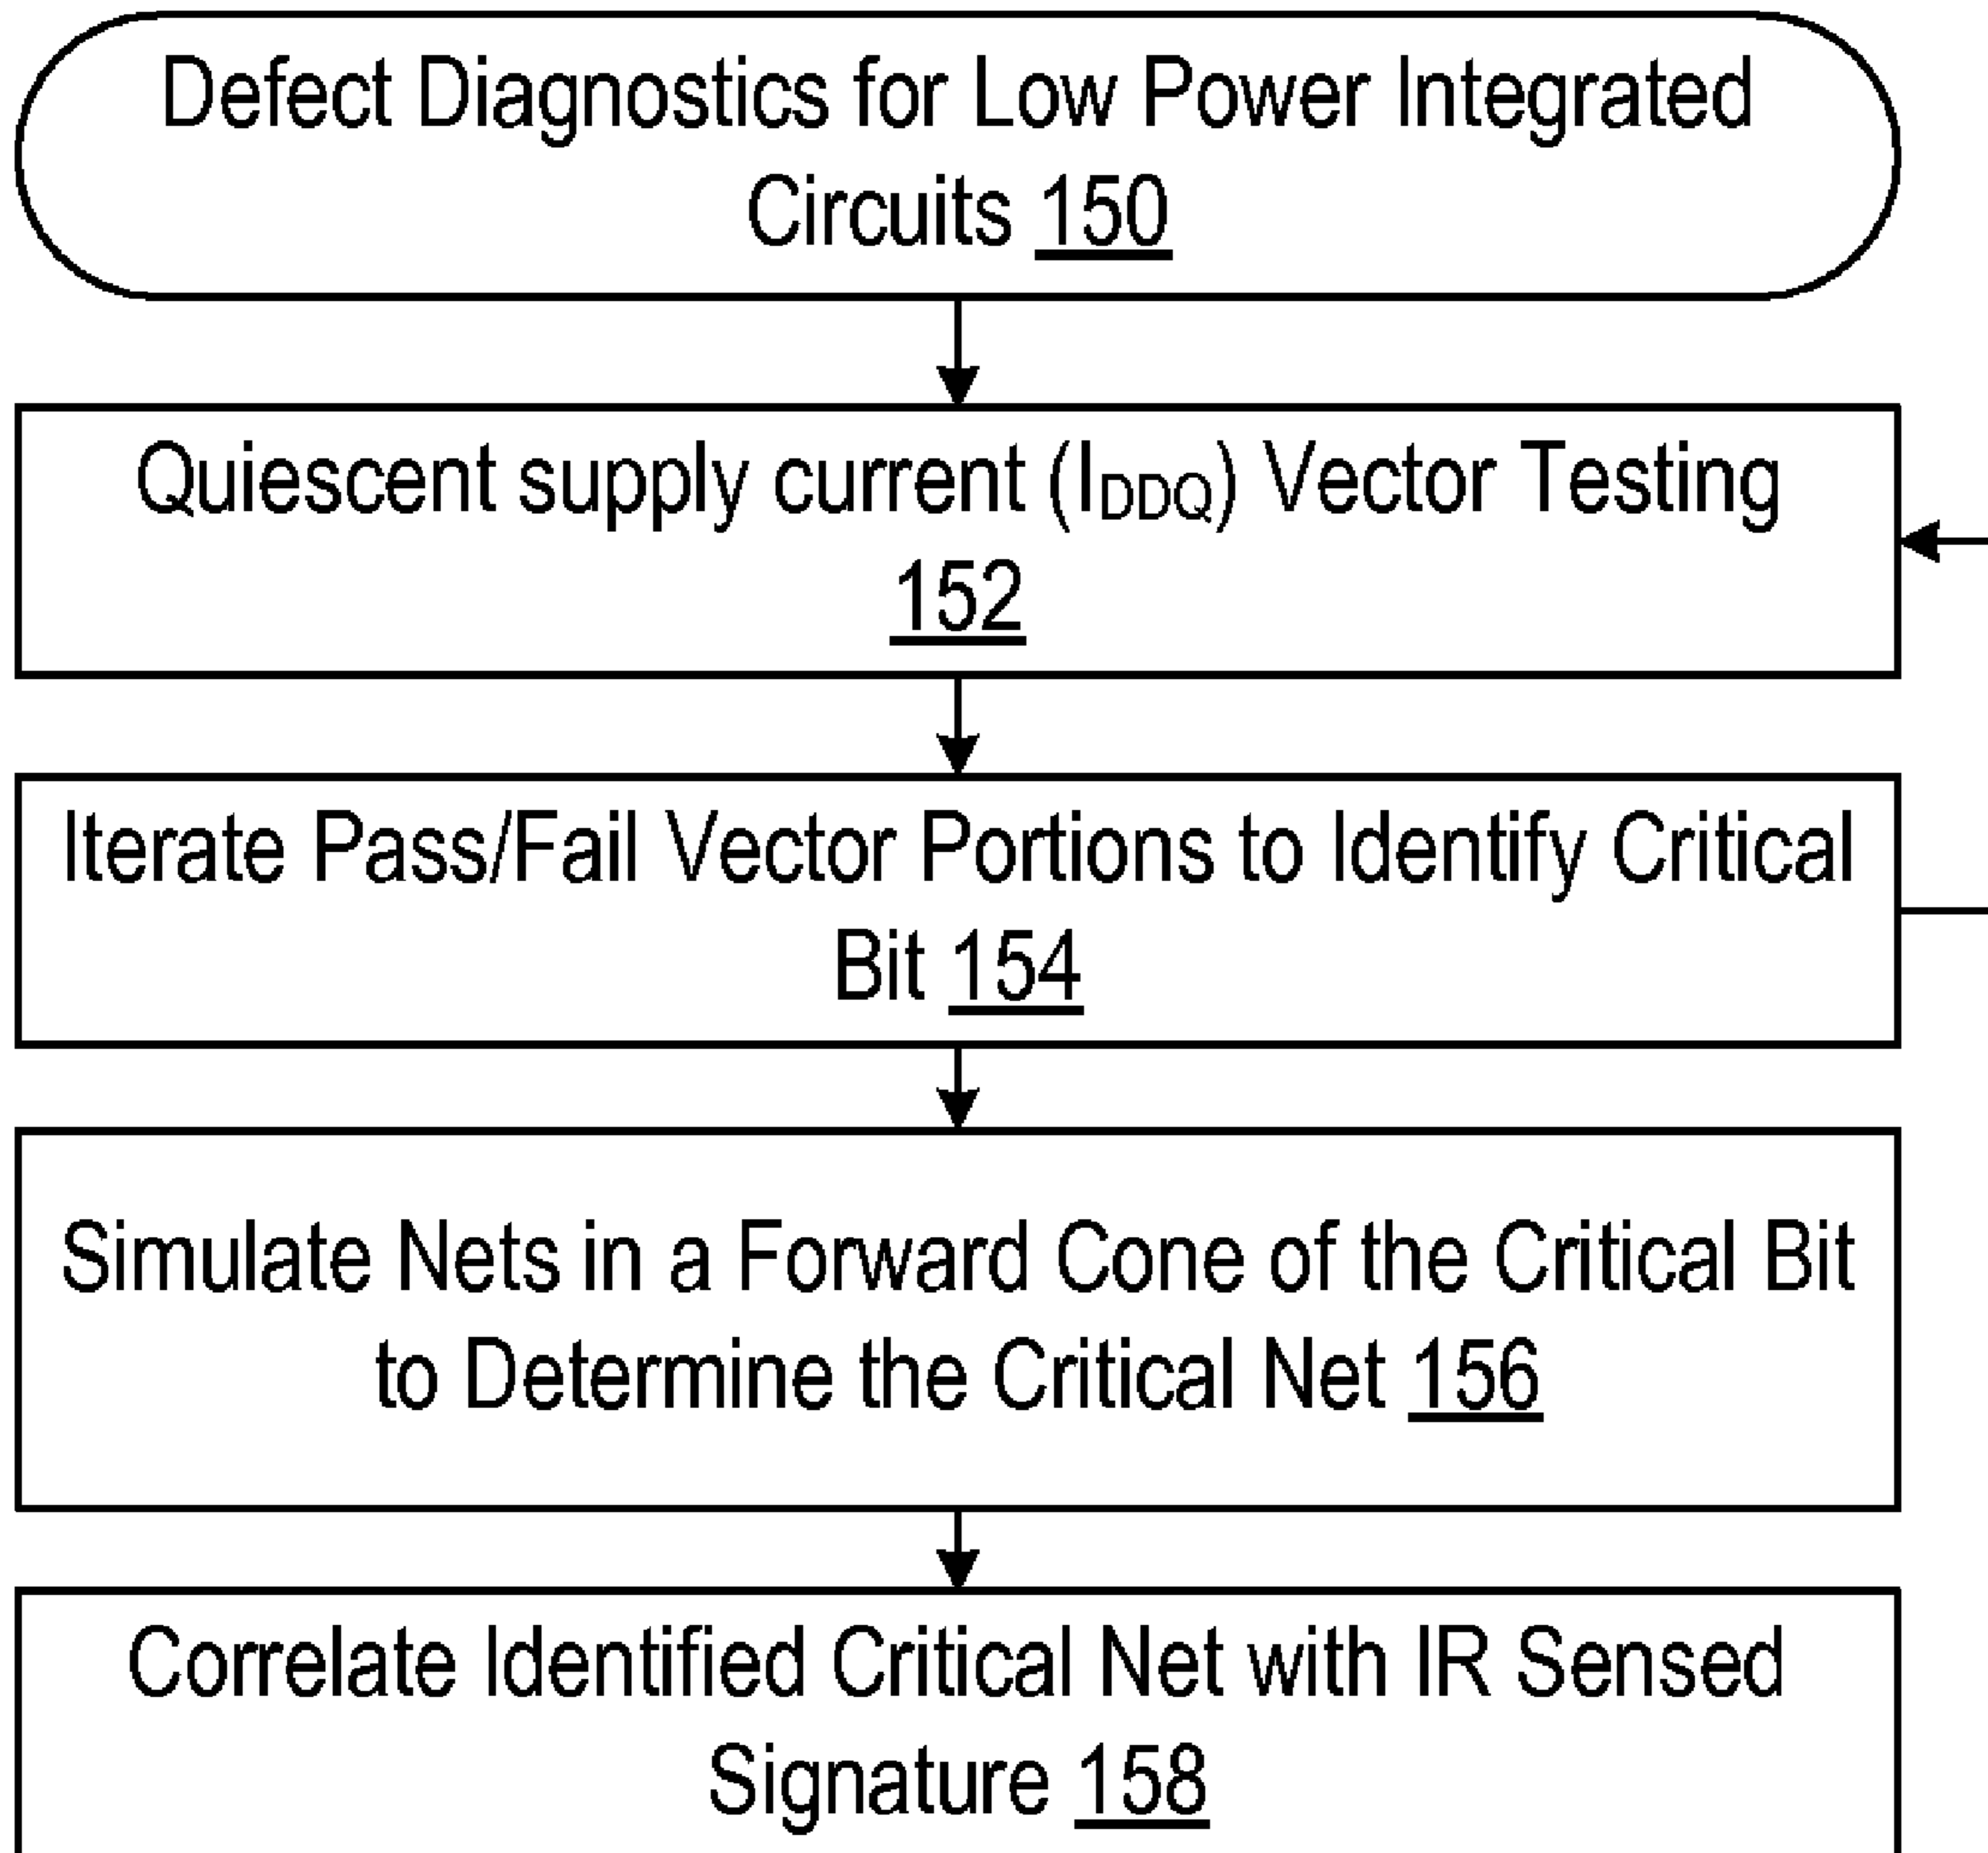 Defect Diagnostics for Low Power Integrated
Circuits 150
Quiescent supply current (IDDQ) Vector Testing
152
Iterate Pass/Fail Vector Portions to Identify Critical
Bit 154
Simulate Nets in a Forward Cone of the Critical Bit
to Determine the Critical Net 156
Correlate Identified Critical Net with IR Sensed
Signature 158